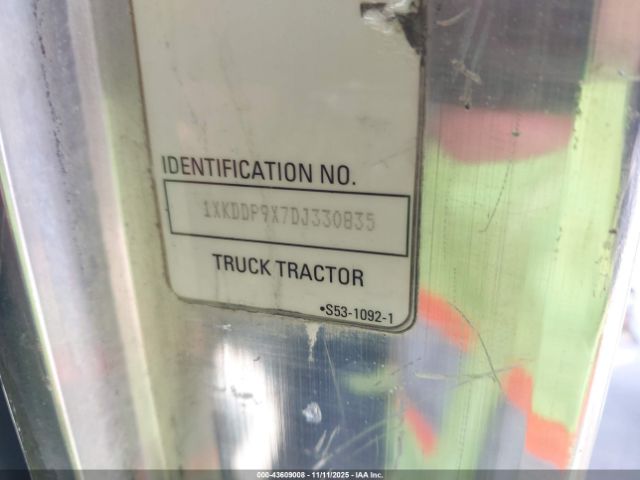 IDENTIFICATION NO.
1XKDDP9X7DJ330835
TRUCK TRACTOR
•S53-1092-1
000-43609008 - 11/11/2025 - IAA Inc.